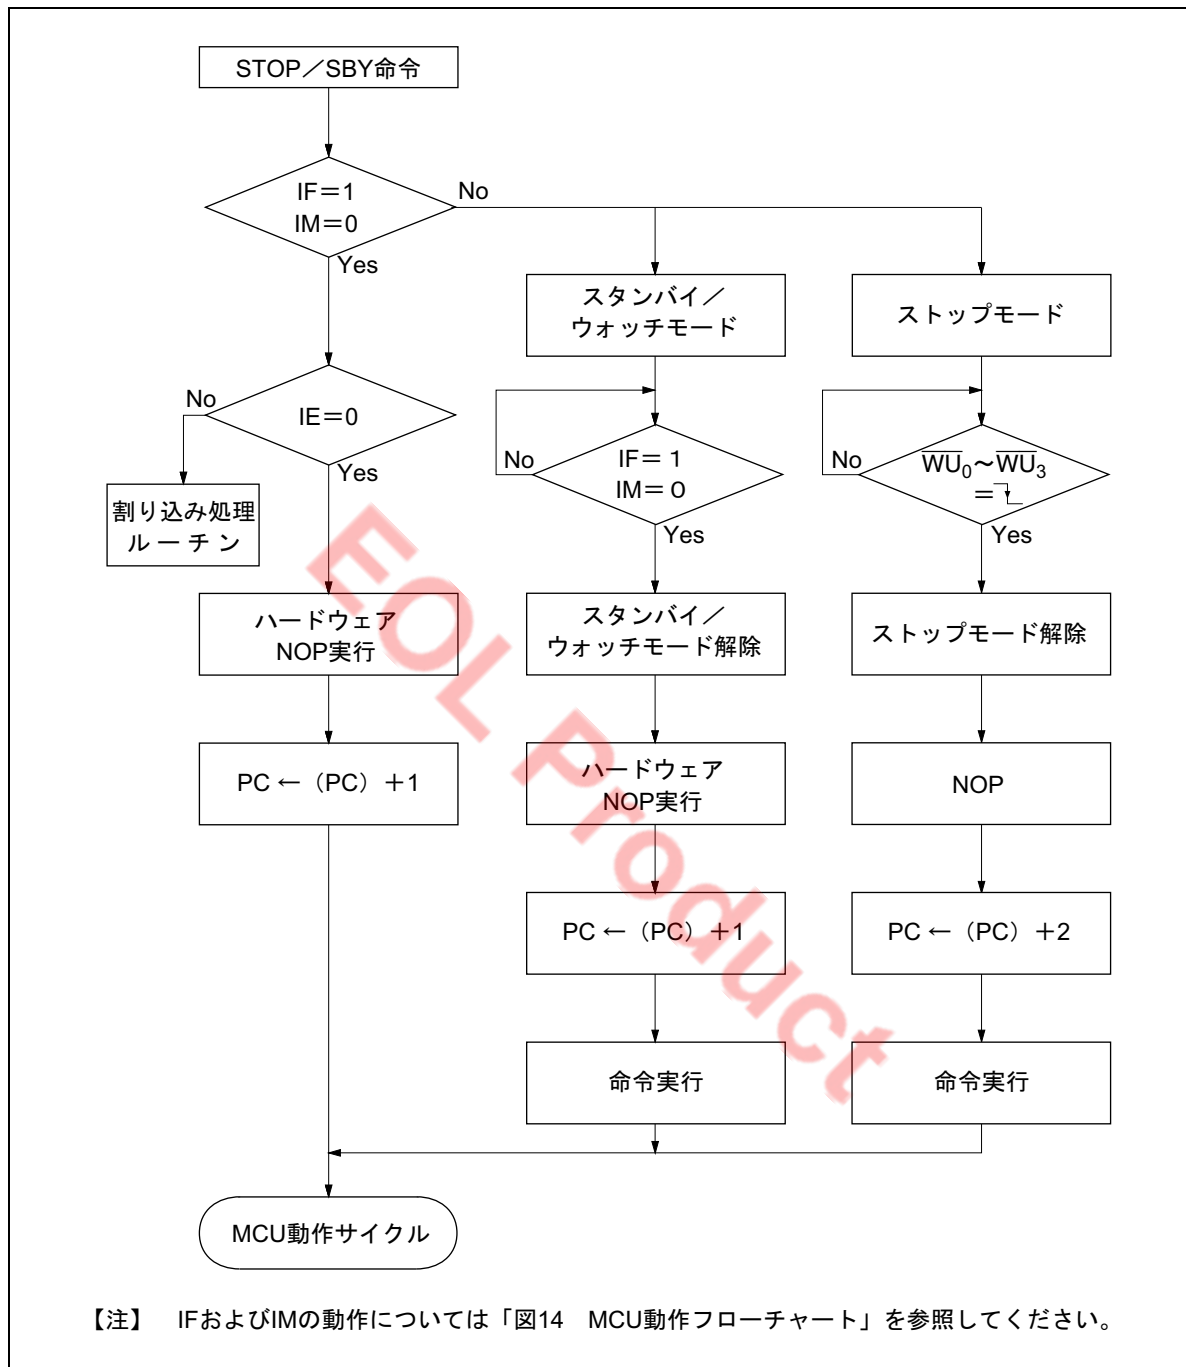 STOP／SBY命令
IF＝1
IM＝0
No
Yes
スタンバイ／
ウォッチモード
ストップモード
No
IE＝0
Yes
割り込み処理
ルーチン
No
IF＝1
IM＝0
Yes
No
WU0～WU3
＝
Yes
ハードウェア
NOP実行
スタンバイ／
ウォッチモード解除
ストップモード解除
PC ←（PC）＋1
ハードウェア
NOP実行
NOP
PC ←（PC）＋1
PC ←（PC）＋2
命令実行
命令実行
MCU動作サイクル
【注】　IFおよびIMの動作については「図14　MCU動作フローチャート」を参照してください。
EOL Product